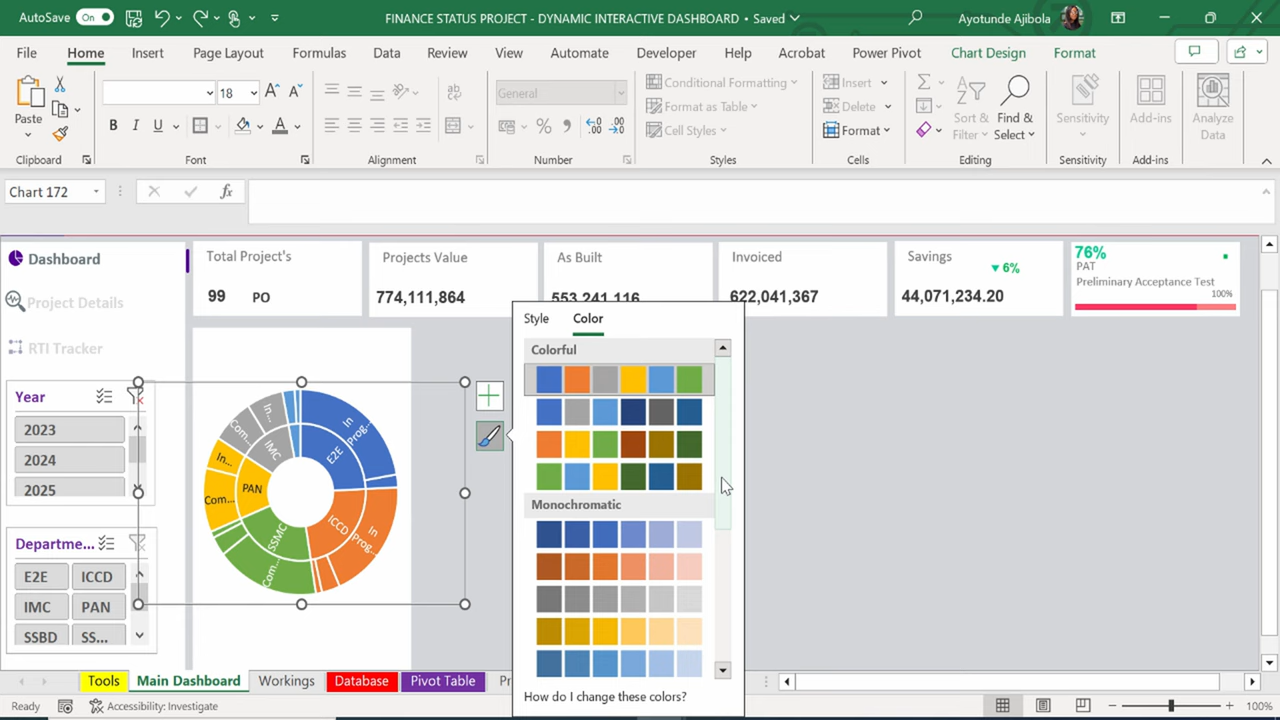 AutoSave On FINANCE STATUS PROJECT - DYNAMIC INTERACTIVE DASHBOARD • Saved Ayotunde Ajibola
File Home Insert Page Layout Formulas Data Review View Automate Developer Help Acrobat Power Pivot Chart Design Format
18 A A General Conditional Formatting Insert
Paste B I U A % Format as Table Delete Sort & Filter Find & Select Sensitivity Add-ins Analyze Data
Cell Styles Format
Clipboard Font Alignment Number Styles Cells Editing Sensitivity Add-ins
Chart 172 fx
Dashboard
Project Details
RTI Tracker
Total Project's
99 PO
Projects Value
774,111,864
As Built
553,241,116
Invoiced
622,041,367
Savings
6%
44,071,234.20
76%
PAT
Preliminary Acceptance Test
100%
Year
2023
2024
2025
Departme...
E2E ICCD
IMC PAN
SSBD SS...
In Prog...
E2E
In Prog...
ICCD
Com...
SSMC
Com...
In...
PAN
Com...
In...
IMC
Style Color
Colorful
Monochromatic
How do I change these colors?
Tools Main Dashboard Workings Database Pivot Table Pr
Ready Accessibility: Investigate 100%